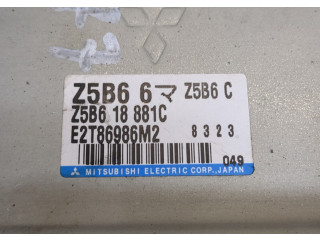 Z5B6 6マ Z5B6 C
Z5B6 18 881C
E2T86986M2 8323
049
MITSUBISHI ELECTRIC CORP. JAPAN